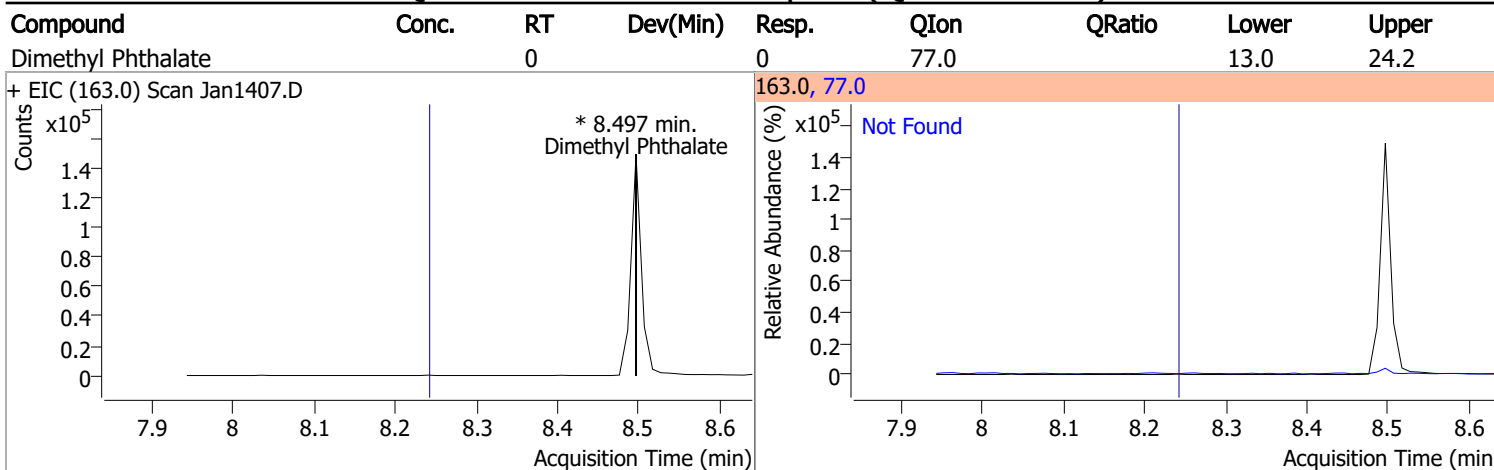 Compound Conc. RT Dev(Min) Resp. QIon QRatio Lower Upper
Dimethyl Phthalate 0 0 77.0 13.0 24.2
+ EIC (163.0) Scan Jan1407.D
Counts
x10^5
* 8.497 min.
Dimethyl Phthalate
1.4
1.2
1
0.8
0.6
0.4
0.2
0
7.9 8 8.1 8.2 8.3 8.4 8.5 8.6
Acquisition Time (min)
163.0, 77.0
Relative Abundance (%)
x10^5
Not Found
1.4
1.2
1
0.8
0.6
0.4
0.2
0
7.9 8 8.1 8.2 8.3 8.4 8.5 8.6
Acquisition Time (min